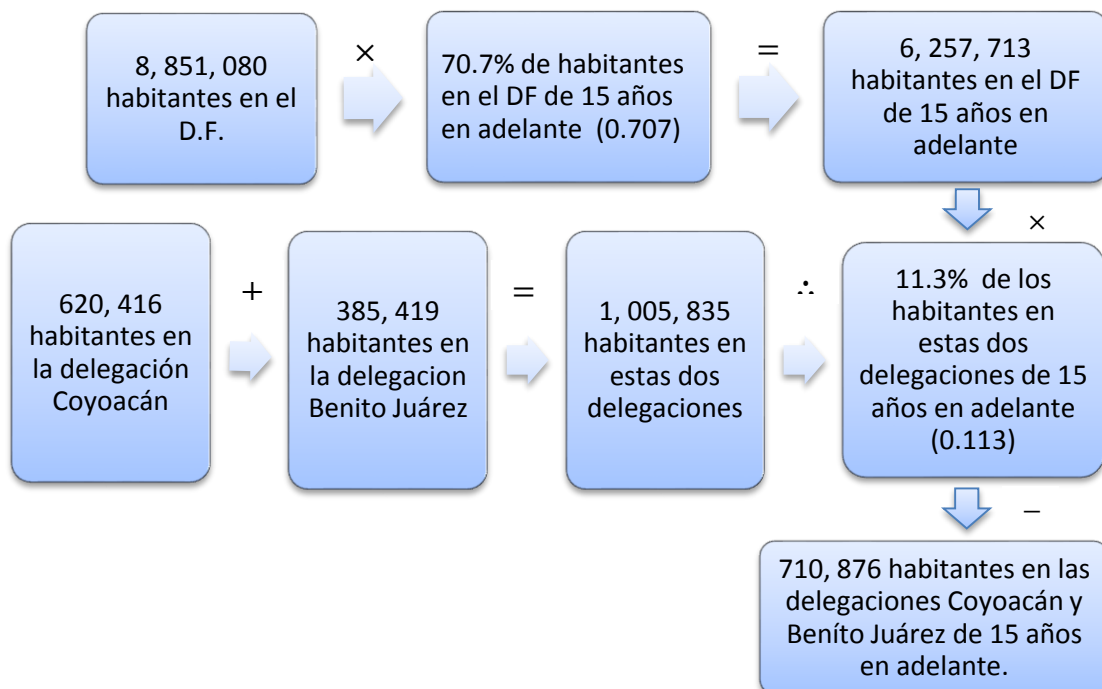 8, 851, 080
habitantes en el
D.F.
×
70.7% de habitantes
en el DF de 15 años
en adelante (0.707)
=
6, 257, 713
habitantes en el DF
de 15 años en
adelante
×
620, 416
habitantes en
la delegación
Coyoacán
+
385, 419
habitantes en
la delegacion
Benito Juárez
=
1, 005, 835
habitantes en
estas dos
delegaciones
∴
11.3% de los
habitantes en
estas dos
delegaciones de 15
años en adelante
(0.113)
–
710, 876 habitantes en las
delegaciones Coyoacán y
Beníto Juárez de 15 años
en adelante.